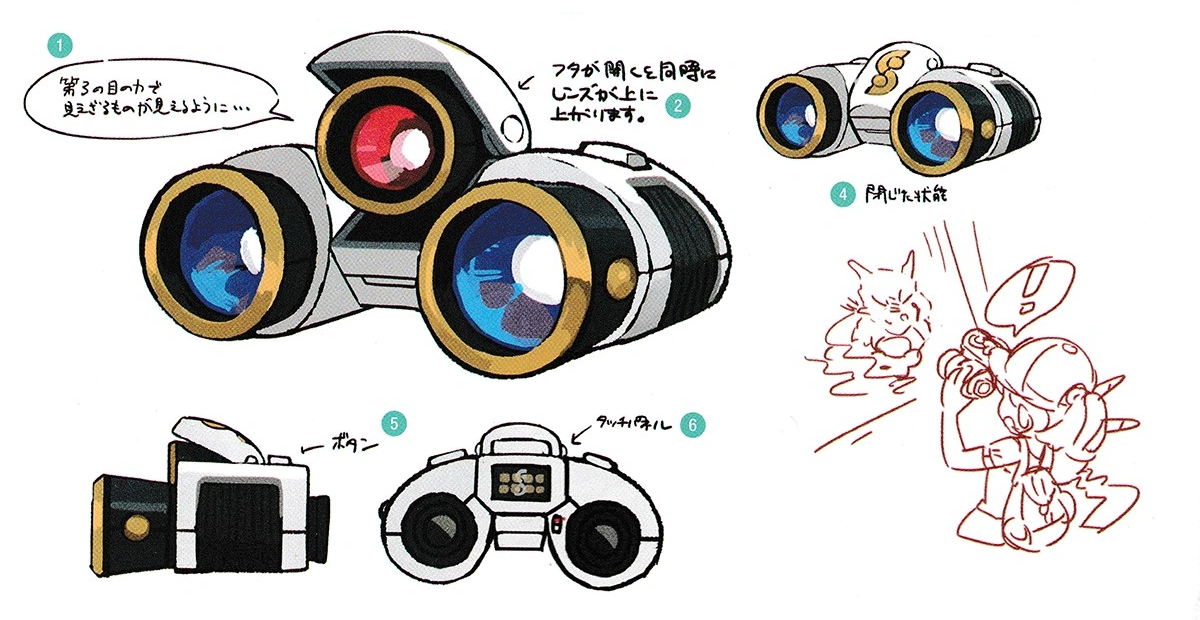 1
第3の目の力で
見えざるものが見えるように…
フタが開くと同時に
レンズが上に
上がります。
2
4
閉じた状態
!
5
ボタン
タッチパネル
6